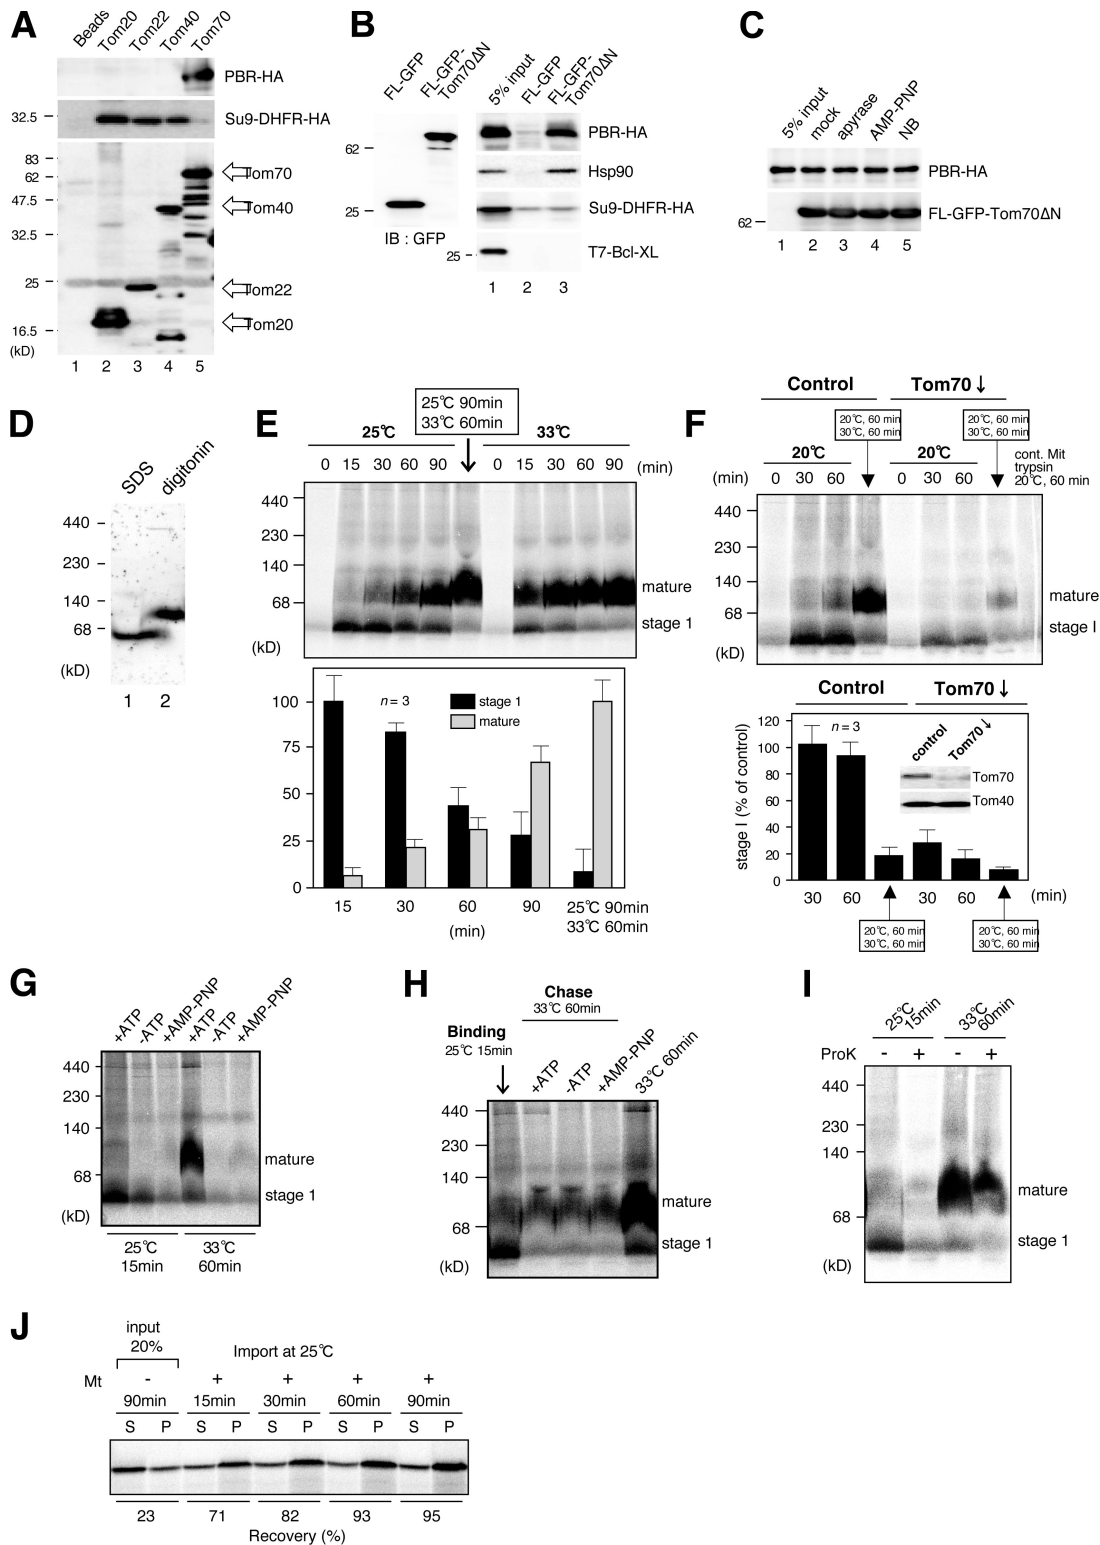 A
Beads
Tom20
Tom22
Tom40
Tom70
PBR-HA
32.5
Su9-DHFR-HA
83
62
47.5
32.5
25
16.5
(kD)
Tom70
Tom40
Tom22
Tom20
1 2 3 4 5
B
FL-GFP
FL-GFP-
Tom70ΔN
62
25
IB : GFP
5% input
FL-GFP
FL-GFP-
Tom70ΔN
PBR-HA
Hsp90
Su9-DHFR-HA
25
T7-Bcl-XL
1 2 3
C
5% input
mock
apyrase
AMP-PNP
NB
PBR-HA
62
FL-GFP-Tom70ΔN
1 2 3 4 5
D
SDS
digitonin
440
230
140
68
(kD)
1 2
E
25℃ 90min
33℃ 60min
25℃ 33℃
0 15 30 60 90 0 15 30 60 90 (min)
440
230
140
68
(kD)
mature
stage 1
100
75
50
25
0
n = 3
stage 1
mature
15 30 60 90 25℃ 90min
33℃ 60min
(min)
F
Control Tom70↓
20℃, 60 min
30℃, 60 min
20℃, 60 min
30℃, 60 min
20℃ 20℃
cont. Mit
trypsin
20℃, 60 min
(min) 0 30 60 0 30 60
440
230
140
68
(kD)
mature
stage I
Control Tom70↓
stage I (% of control)
120
100
80
60
40
20
0
n = 3
control
Tom70↓
Tom70
Tom40
30 60 30 60 (min)
20℃, 60 min
30℃, 60 min
20℃, 60 min
30℃, 60 min
G
+ATP
-ATP
+AMP-PNP
+ATP
-ATP
+AMP-PNP
440
230
140
68
(kD)
mature
stage 1
25℃ 33℃
15min 60min
H
Chase
33℃ 60min
Binding
25℃ 15min
+ATP
-ATP
+AMP-PNP
33℃ 60min
440
230
140
68
(kD)
mature
stage 1
I
25℃
15min
33℃
60min
ProK - + - +
440
230
140
68
(kD)
mature
stage 1
J
input
20%
Import at 25℃
Mt - + + + +
90min 15min 30min 60min 90min
S P S P S P S P S P
23 71 82 93 95
Recovery (%)